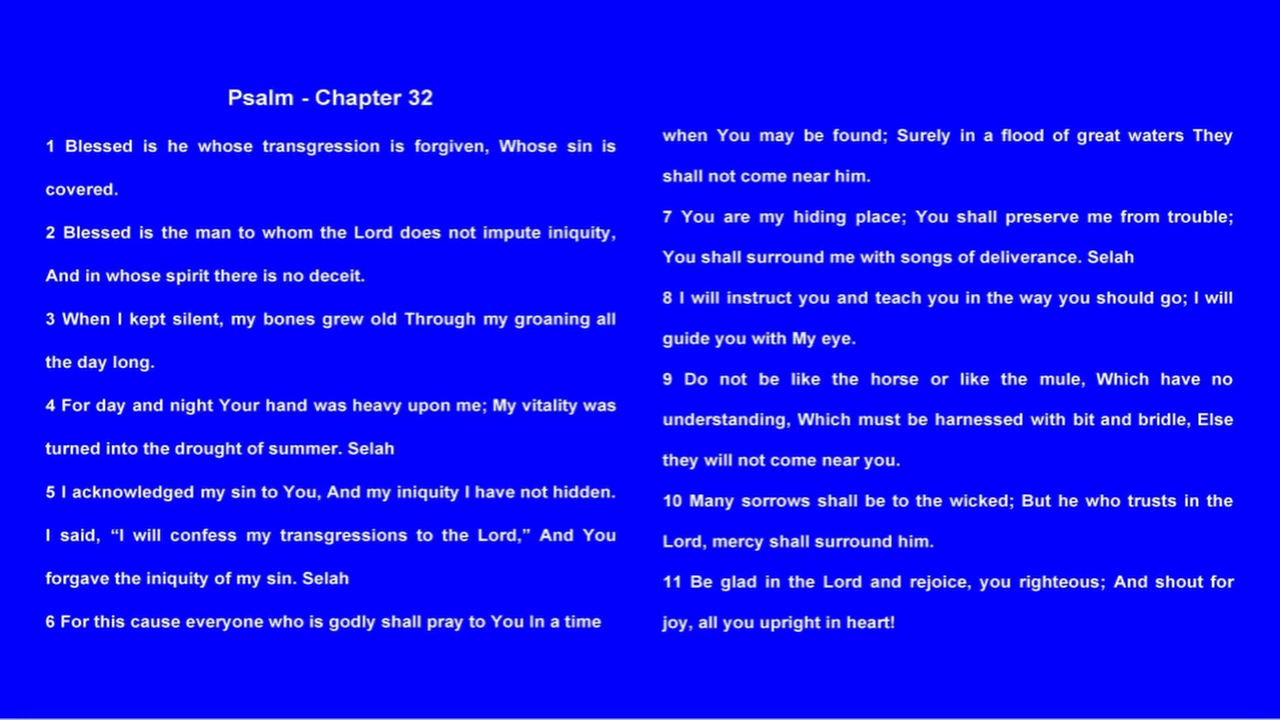 Psalm - Chapter 32
1 Blessed is he whose transgression is forgiven, Whose sin is
covered.
2 Blessed is the man to whom the Lord does not impute iniquity,
And in whose spirit there is no deceit.
3 When I kept silent, my bones grew old Through my groaning all
the day long.
4 For day and night Your hand was heavy upon me; My vitality was
turned into the drought of summer. Selah
5 I acknowledged my sin to You, And my iniquity I have not hidden.
I said, “I will confess my transgressions to the Lord,” And You
forgave the iniquity of my sin. Selah
6 For this cause everyone who is godly shall pray to You In a time
when You may be found; Surely in a flood of great waters They
shall not come near him.
7 You are my hiding place; You shall preserve me from trouble;
You shall surround me with songs of deliverance. Selah
8 I will instruct you and teach you in the way you should go; I will
guide you with My eye.
9 Do not be like the horse or like the mule, Which have no
understanding, Which must be harnessed with bit and bridle, Else
they will not come near you.
10 Many sorrows shall be to the wicked; But he who trusts in the
Lord, mercy shall surround him.
11 Be glad in the Lord and rejoice, you righteous; And shout for
joy, all you upright in heart!